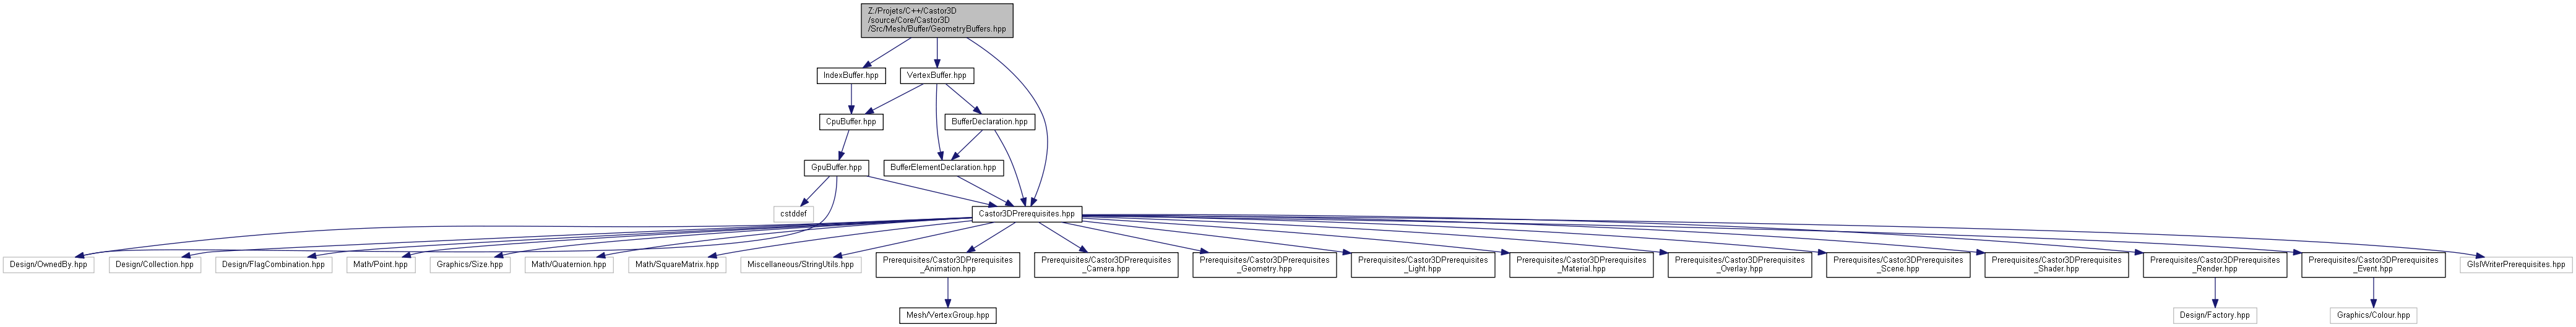 Z:/Projets/C++/Castor3D
/source/Core/Castor3D
/Src/Mesh/Buffer/GeometryBuffers.hpp
IndexBuffer.hpp
VertexBuffer.hpp
CpuBuffer.hpp
BufferDeclaration.hpp
GpuBuffer.hpp
BufferElementDeclaration.hpp
cstddef
Castor3DPrerequisites.hpp
Design/OwnedBy.hpp
Design/Collection.hpp
Design/FlagCombination.hpp
Math/Point.hpp
Graphics/Size.hpp
Math/Quaternion.hpp
Math/SquareMatrix.hpp
Miscellaneous/StringUtils.hpp
Prerequisites/Castor3DPrerequisites
_Animation.hpp
Prerequisites/Castor3DPrerequisites
_Camera.hpp
Prerequisites/Castor3DPrerequisites
_Geometry.hpp
Prerequisites/Castor3DPrerequisites
_Light.hpp
Prerequisites/Castor3DPrerequisites
_Material.hpp
Prerequisites/Castor3DPrerequisites
_Overlay.hpp
Prerequisites/Castor3DPrerequisites
_Scene.hpp
Prerequisites/Castor3DPrerequisites
_Shader.hpp
Prerequisites/Castor3DPrerequisites
_Render.hpp
Prerequisites/Castor3DPrerequisites
_Event.hpp
GlslWriterPrerequisites.hpp
Mesh/VertexGroup.hpp
Design/Factory.hpp
Graphics/Colour.hpp